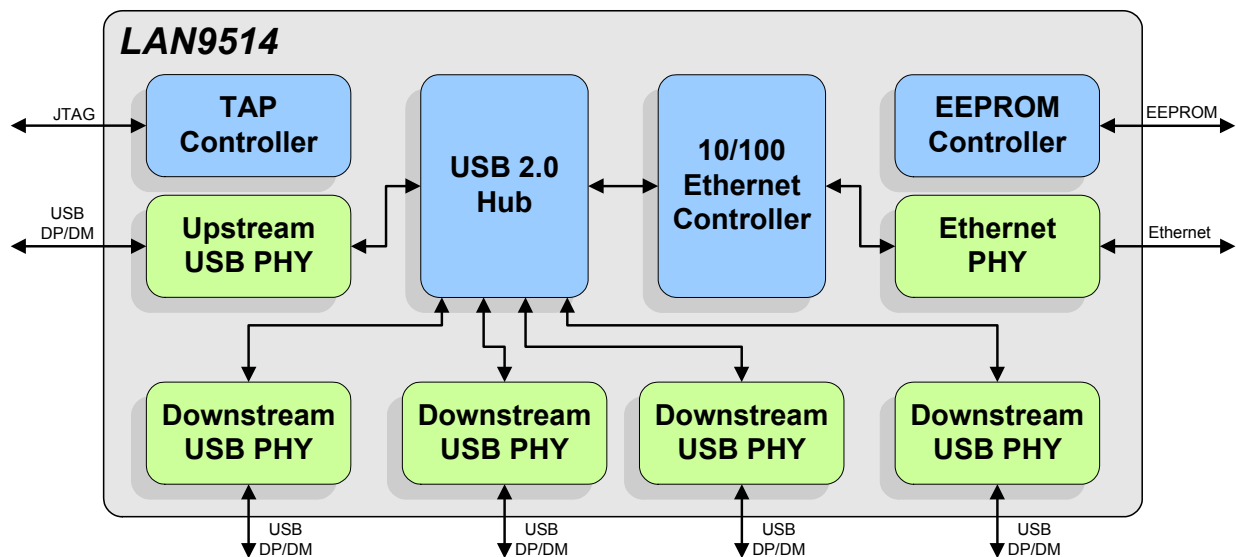 LAN9514
JTAG
TAP
Controller
USB 2.0
Hub
10/100
Ethernet
Controller
EEPROM
Controller
EEPROM
USB
DP/DM
Upstream
USB PHY
Ethernet
PHY
Ethernet
Downstream
USB PHY
Downstream
USB PHY
Downstream
USB PHY
Downstream
USB PHY
USB
DP/DM
USB
DP/DM
USB
DP/DM
USB
DP/DM